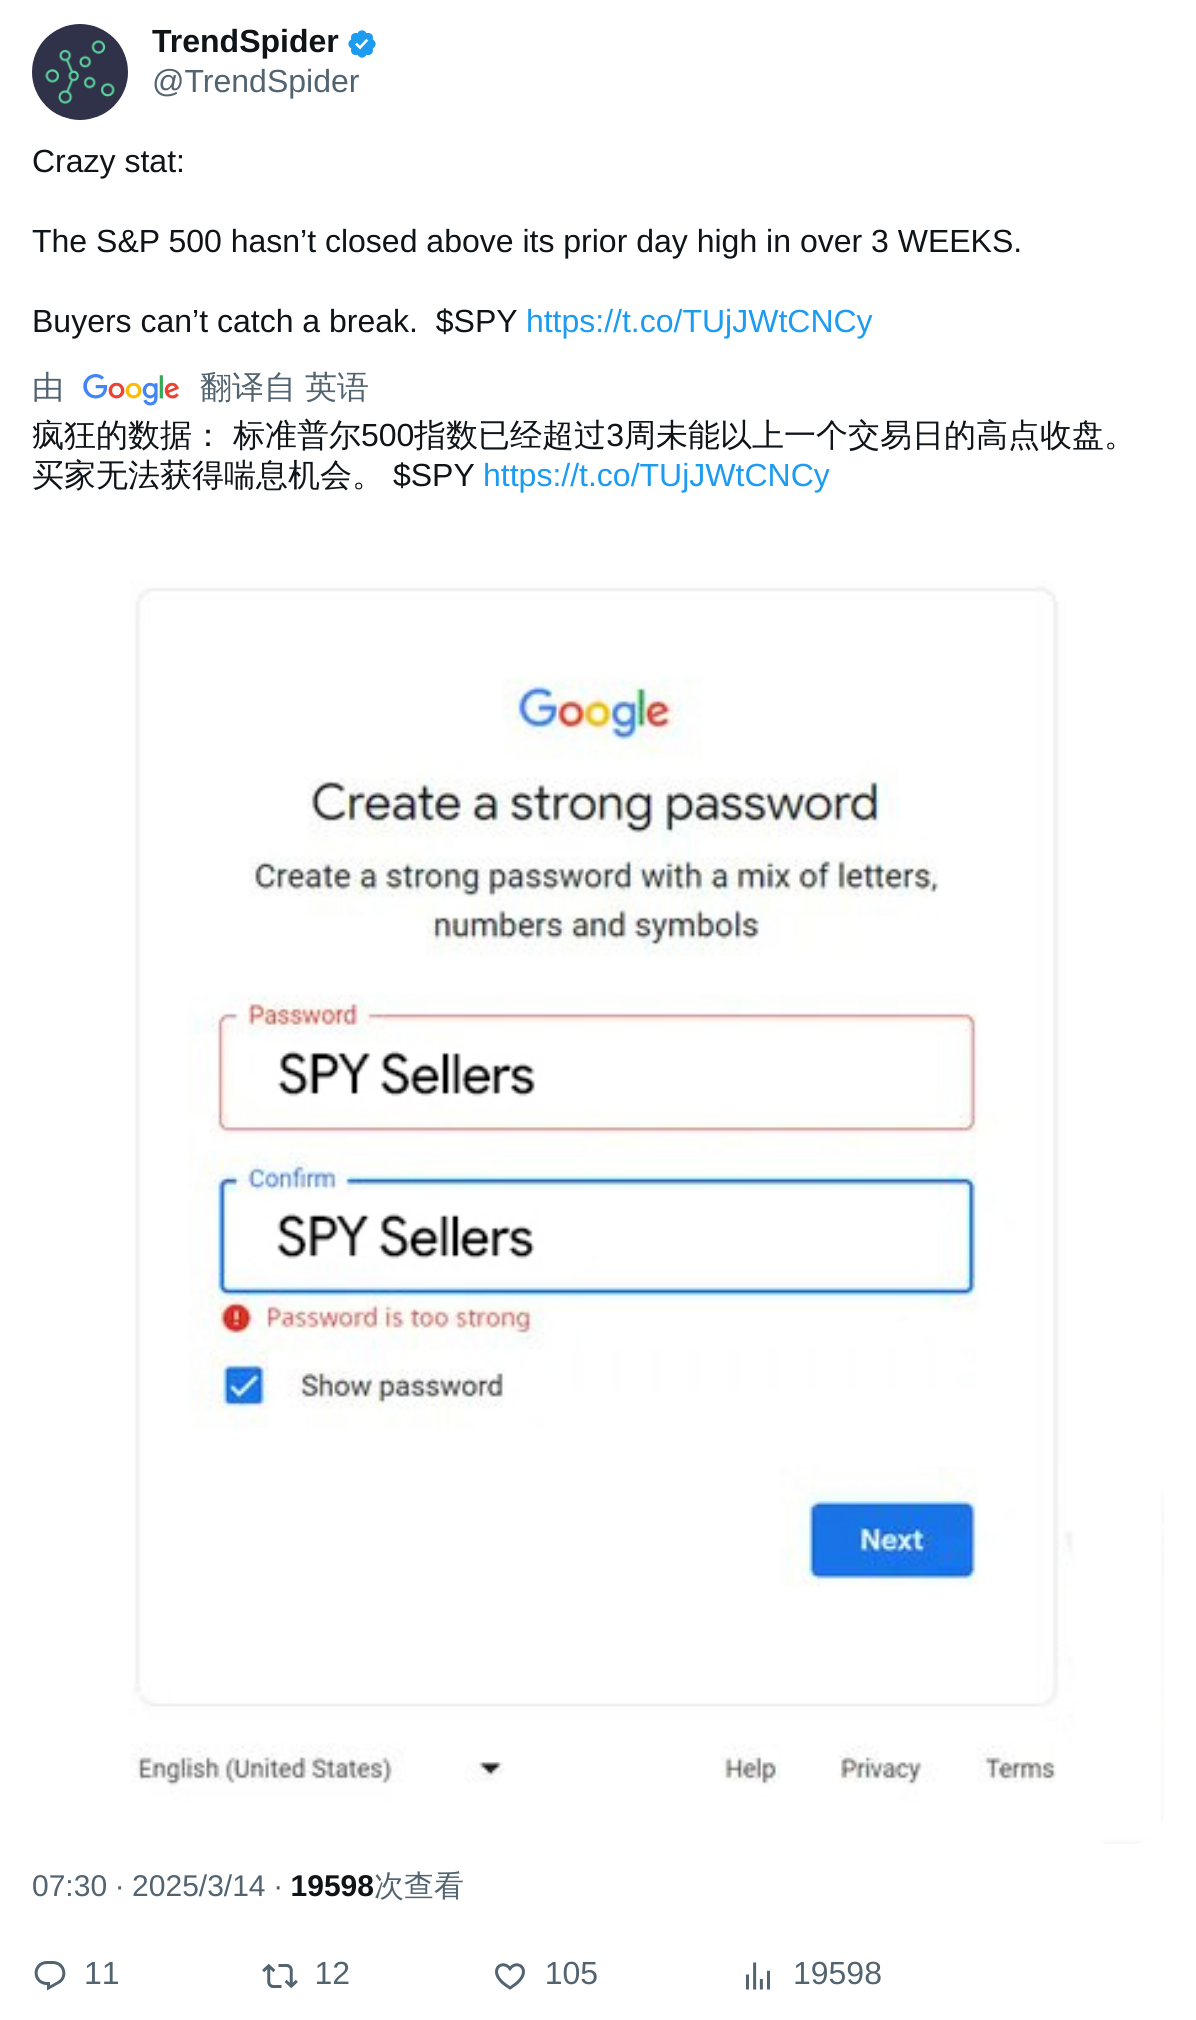 TrendSpider
@TrendSpider
Crazy stat:
The S&P 500 hasn’t closed above its prior day high in over 3 WEEKS.
Buyers can’t catch a break.  $SPY https://t.co/TUjJWtCNCy
由 Google 翻译自 英语
疯狂的数据： 标准普尔500指数已经超过3周未能以上一个交易日的高点收盘。
买家无法获得喘息机会。 $SPY https://t.co/TUjJWtCNCy
Google
Create a strong password
Create a strong password with a mix of letters,
numbers and symbols
Password
SPY Sellers
Confirm
SPY Sellers
Password is too strong
Show password
Next
English (United States)
Help Privacy Terms
07:30 · 2025/3/14 · 19598次查看
11 12 105 19598